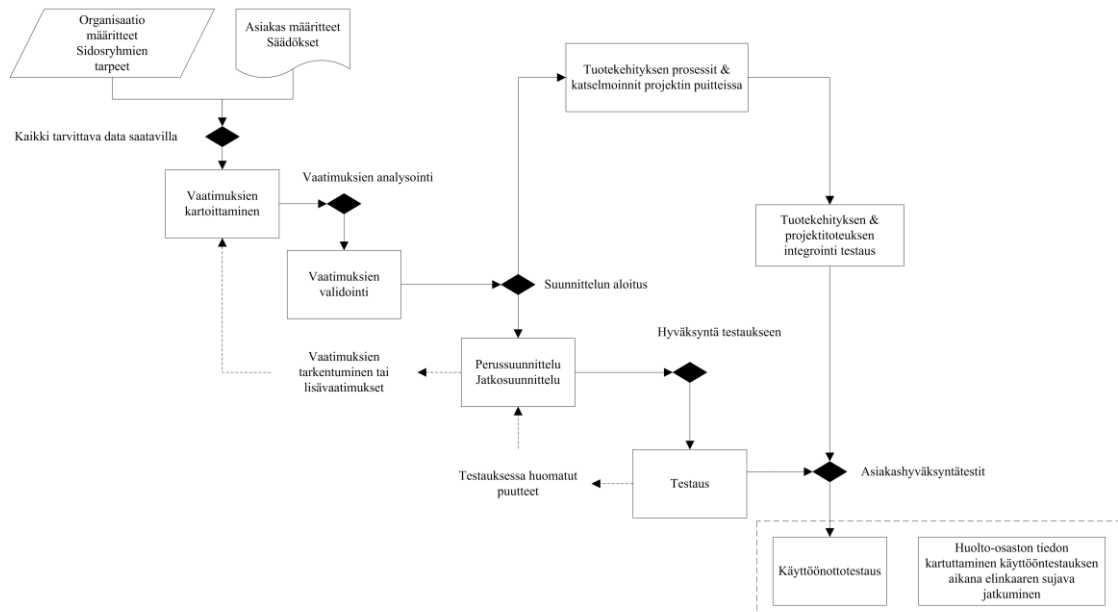 Organisaatio
määritteet
Sidosryhmien
tarpeet
Asiakas määritteet
Säädökset
Tuotekehityksen prosessit &
katselmoinnit projektin puitteissa
Kaikki tarvittava data saatavilla
Vaatimuksien
kartoittaminen
Vaatimuksien analysointi
Tuotekehityksen &
projektitoteuksen
integrointi testaus
Vaatimuksien
validointi
Suunnittelun aloitus
Hyväksyntä testaukseen
Vaatimuksien
tarkentuminen tai
lisävaatimukset
Perussuunnittelu
Jatkosuunnittelu
Testauksessa huomatut
puutteet
Testaus
Asiakashyväksyntätestit
Käyttöönottotestaus
Huolto-osaston tiedon
kartuttaminen käyttööntestauksen
aikana elinkaaren sujava
jatkuminen